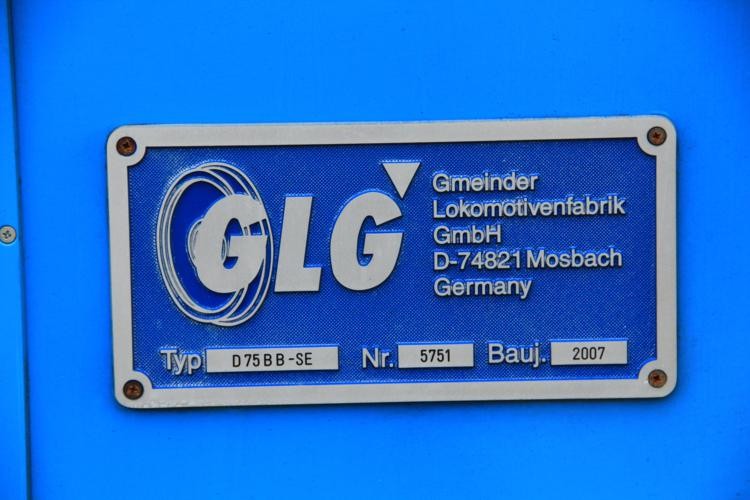 GLG
Gmeinder
Lokomotivenfabrik
GmbH
D-74821 Mosbach
Germany
Typ D75BB-SE Nr. 5751 Bauj. 2007